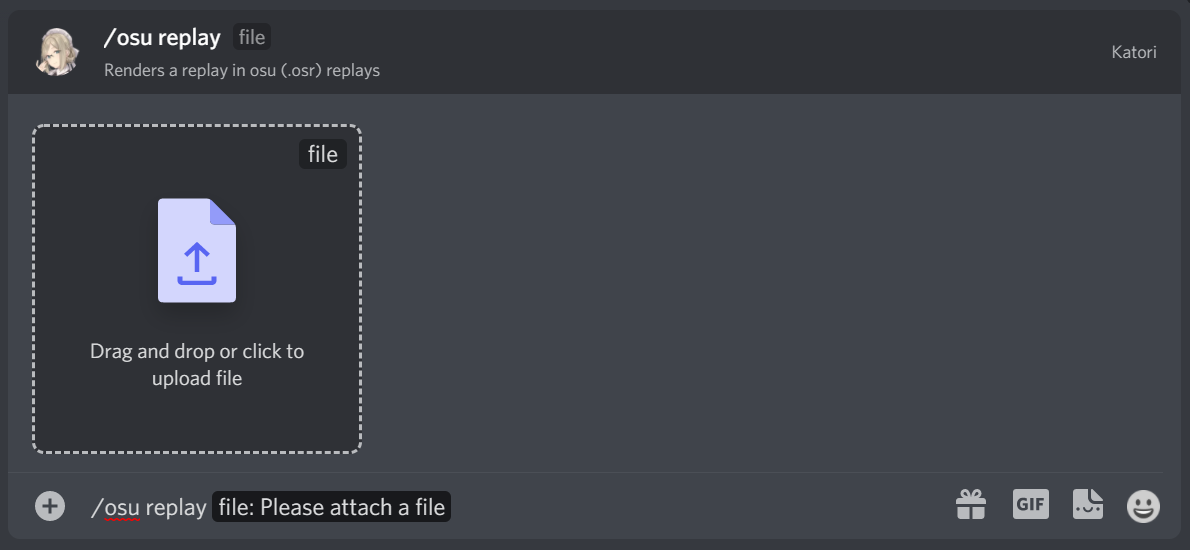 /osu replay file
Renders a replay in osu (.osr) replays
Katori
file
Drag and drop or click to
upload file
/osu replay file: Please attach a file
GIF